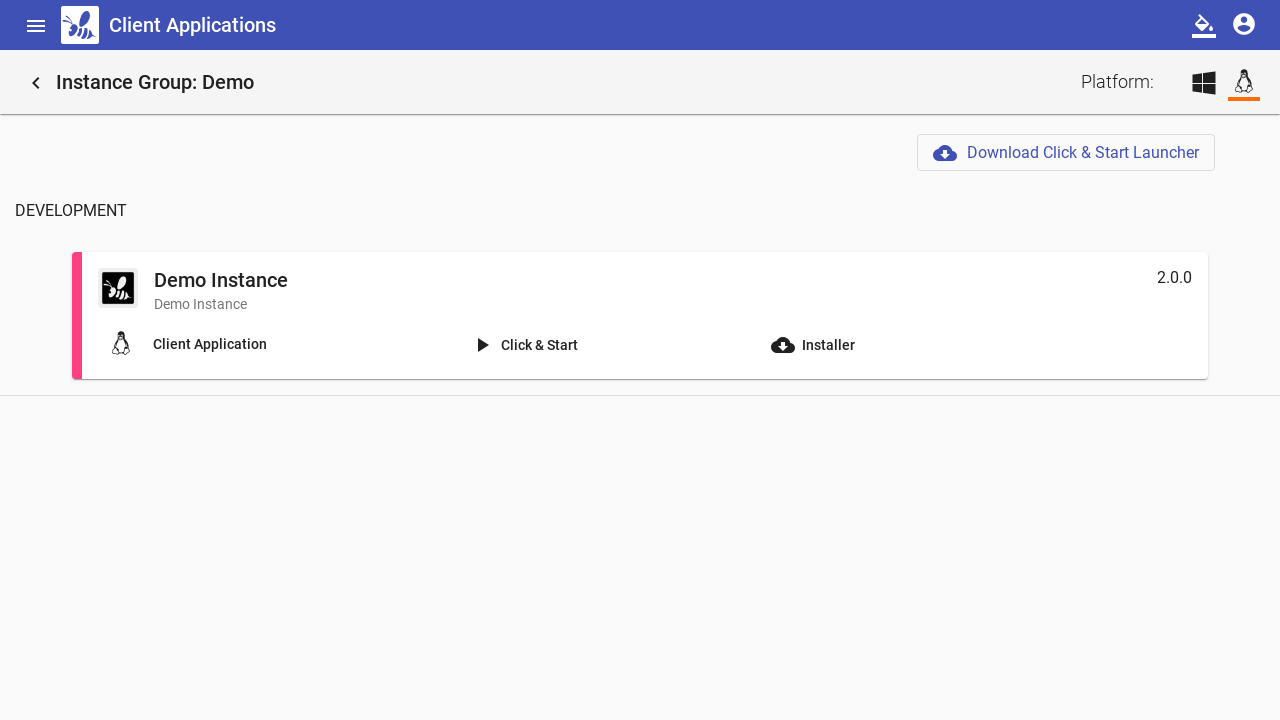 Client Applications
Instance Group: Demo
Platform:
Download Click & Start Launcher
DEVELOPMENT
Demo Instance
2.0.0
Demo Instance
Client Application
Click & Start
Installer